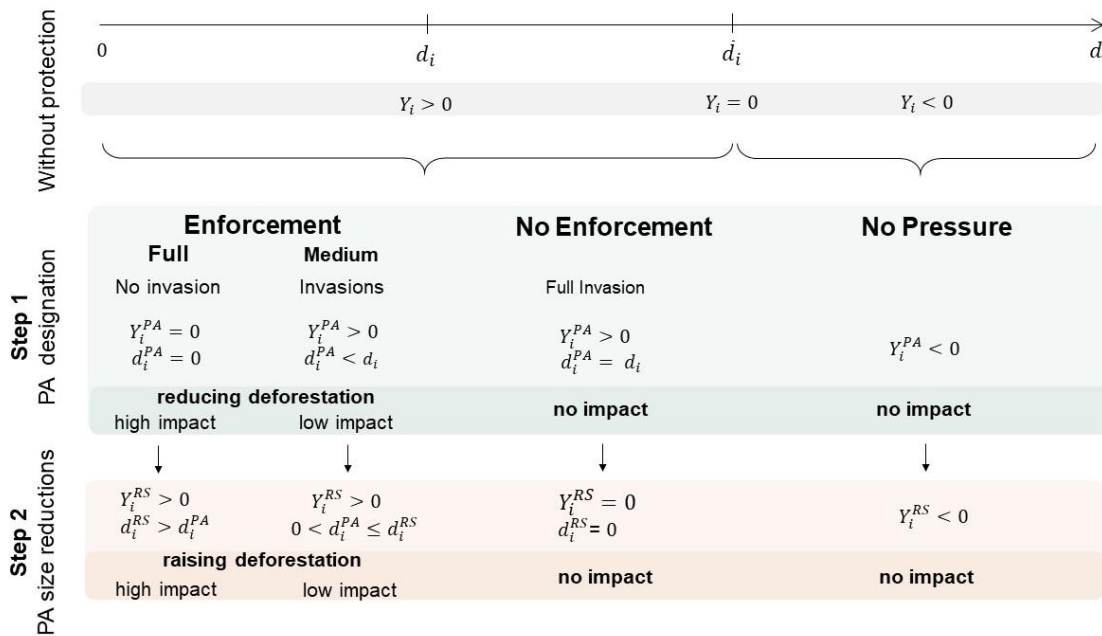 0 d_i ḋ_i d
Without protection
Y_i > 0 Y_i = 0 Y_i < 0
Step 1
PA designation
Enforcement No Enforcement No Pressure
Full Medium
No invasion Invasions Full Invasion
Y_i^{PA} = 0 Y_i^{PA} > 0 Y_i^{PA} > 0 Y_i^{PA} < 0
d_i^{PA} = 0 d_i^{PA} < d_i d_i^{PA} = d_i
reducing deforestation no impact no impact
high impact low impact
Step 2
PA size reductions
Y_i^{RS} > 0 Y_i^{RS} > 0 Y_i^{RS} = 0 Y_i^{RS} < 0
d_i^{RS} > d_i^{PA} 0 < d_i^{PA} ≤ d_i^{RS} d_i^{RS} = 0
raising deforestation no impact no impact
high impact low impact